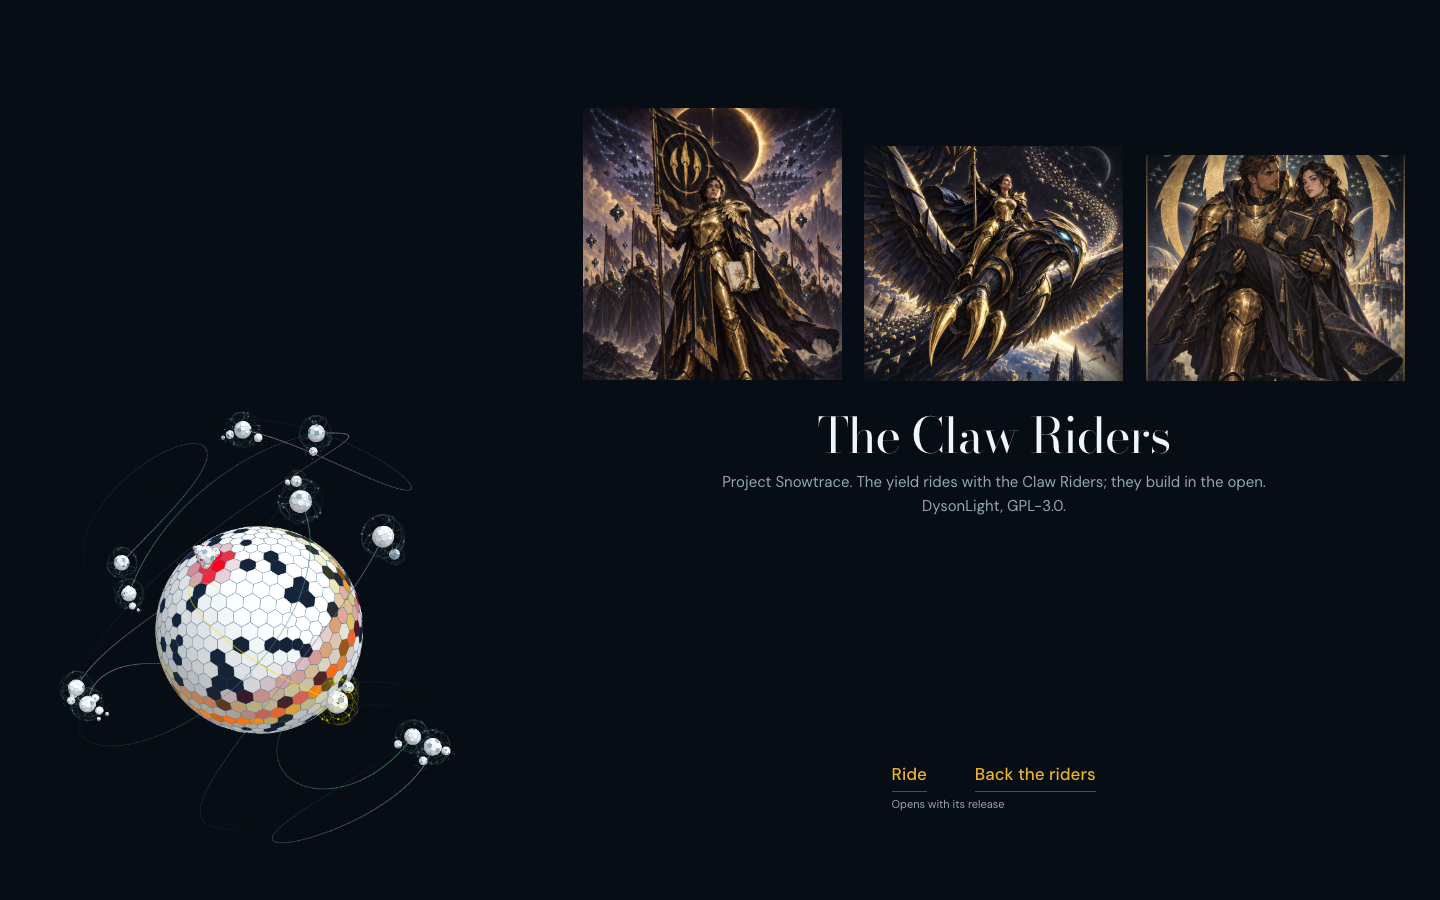 The Claw Riders
Project Snowtrace. The yield rides with the Claw Riders; they build in the open.
DysonLight, GPL-3.0.
Ride
Back the riders
Opens with its release